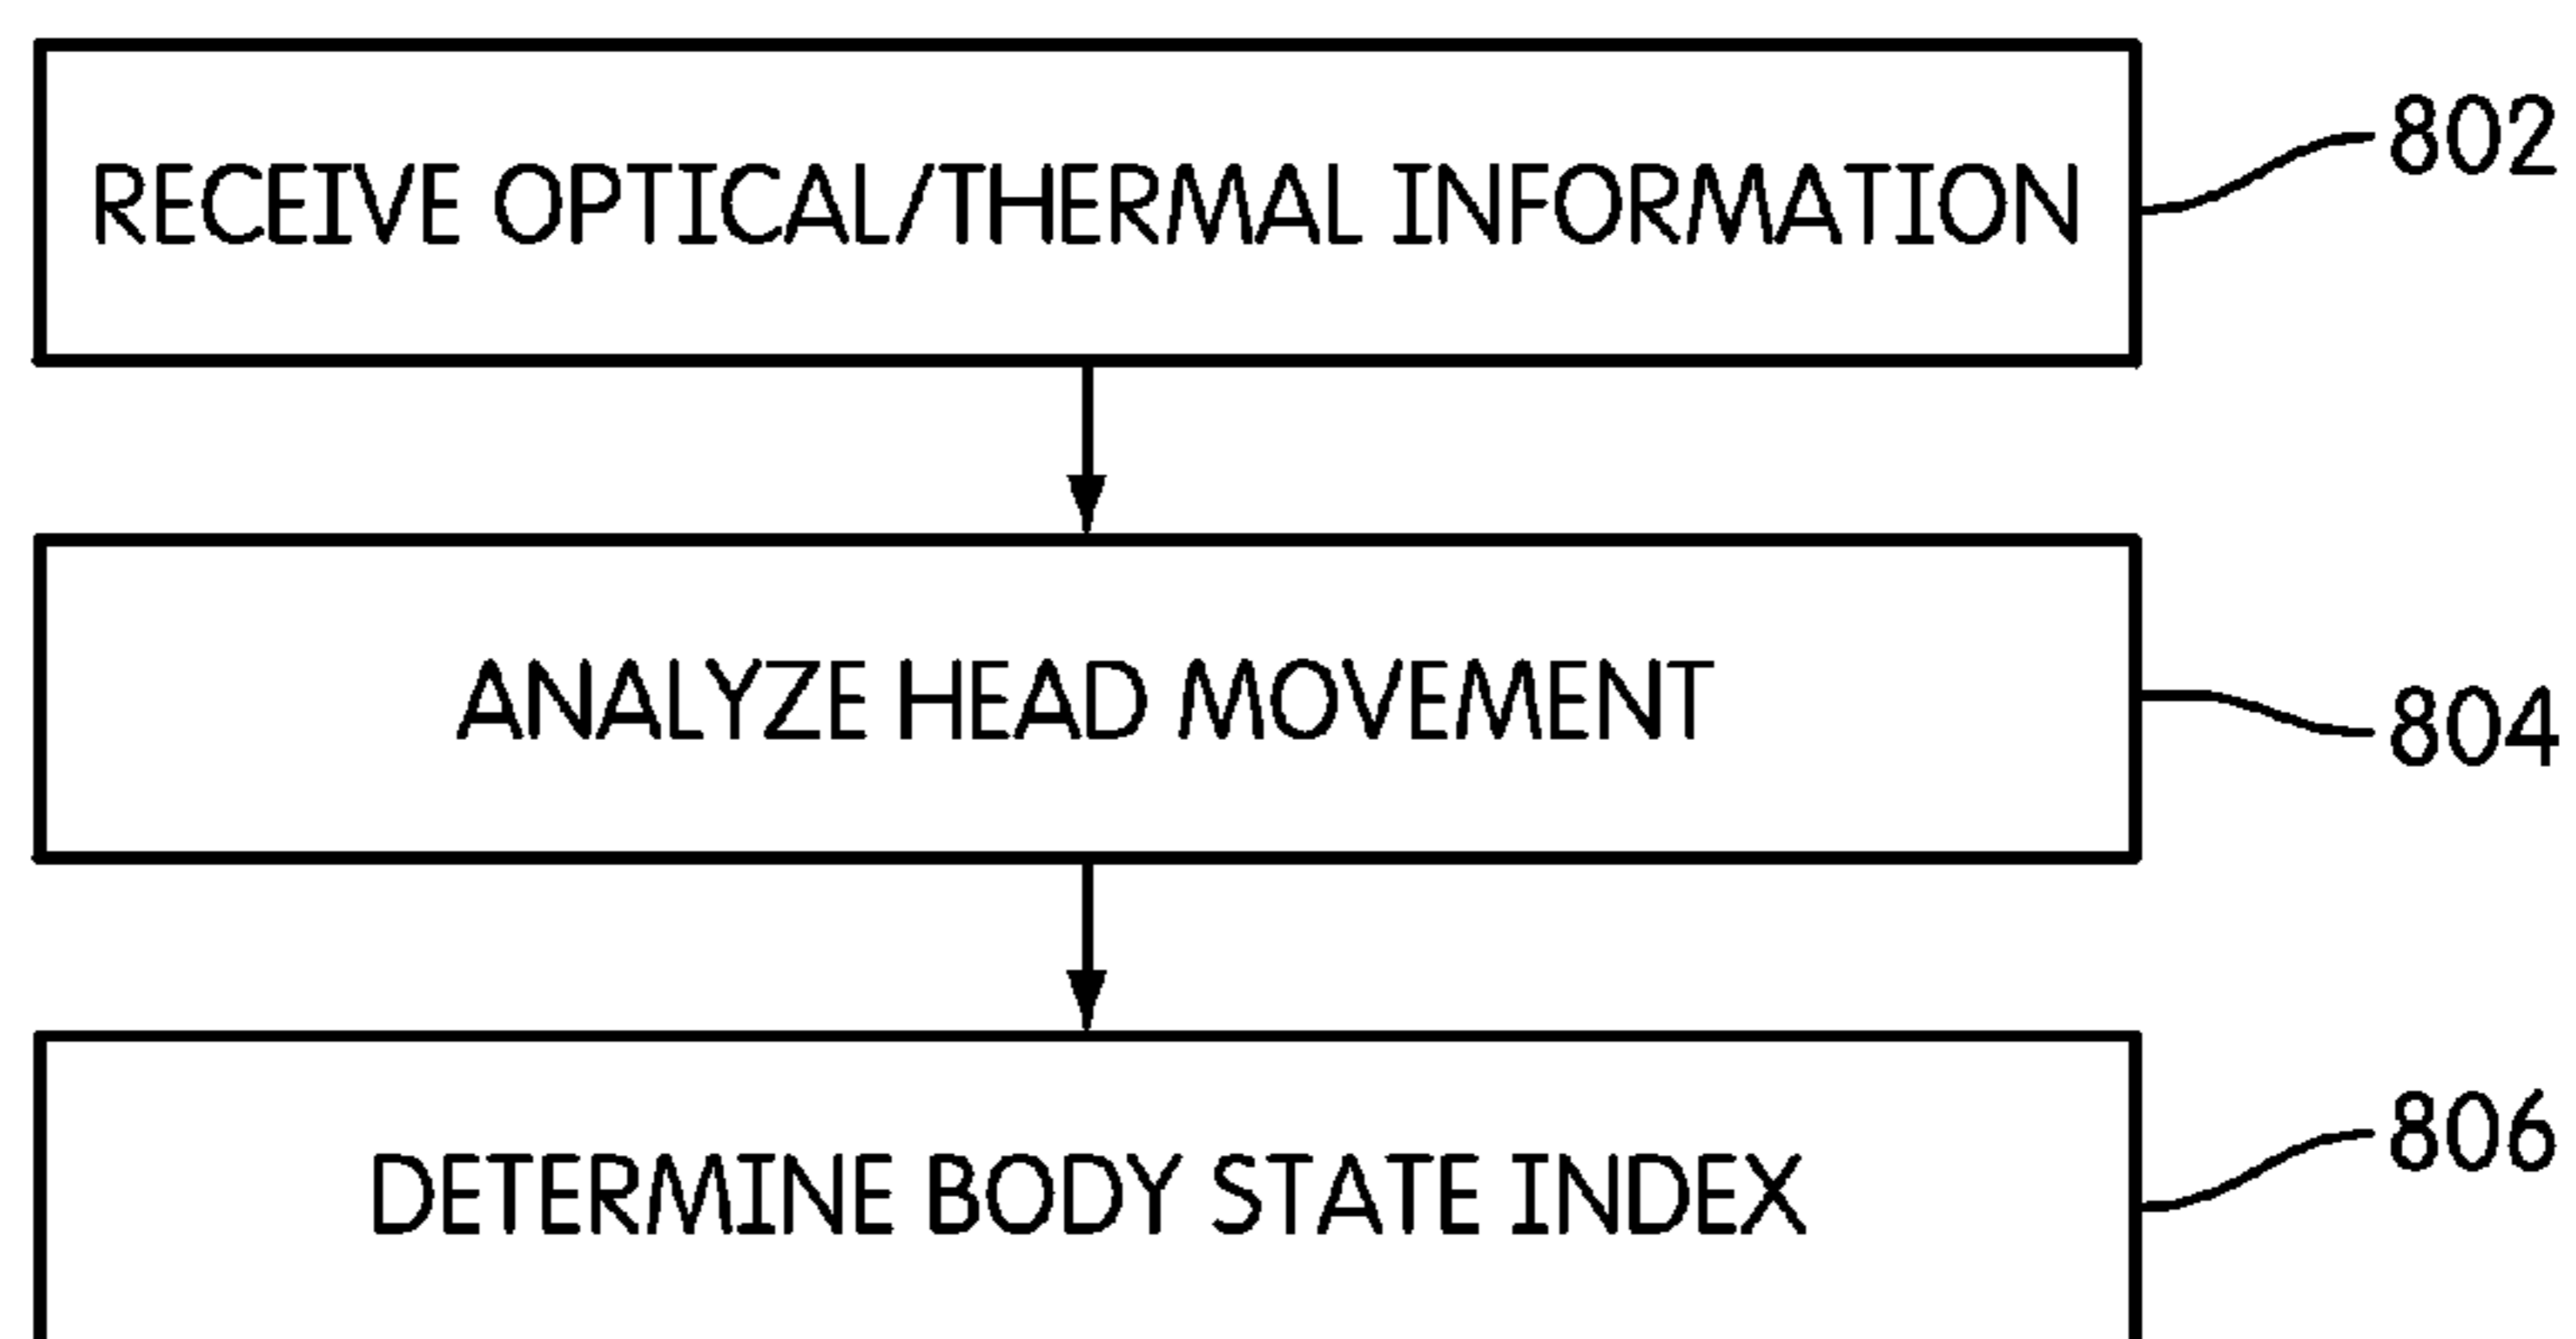 RECEIVE OPTICAL/THERMAL INFORMATION
802
ANALYZE HEAD MOVEMENT
804
DETERMINE BODY STATE INDEX
806